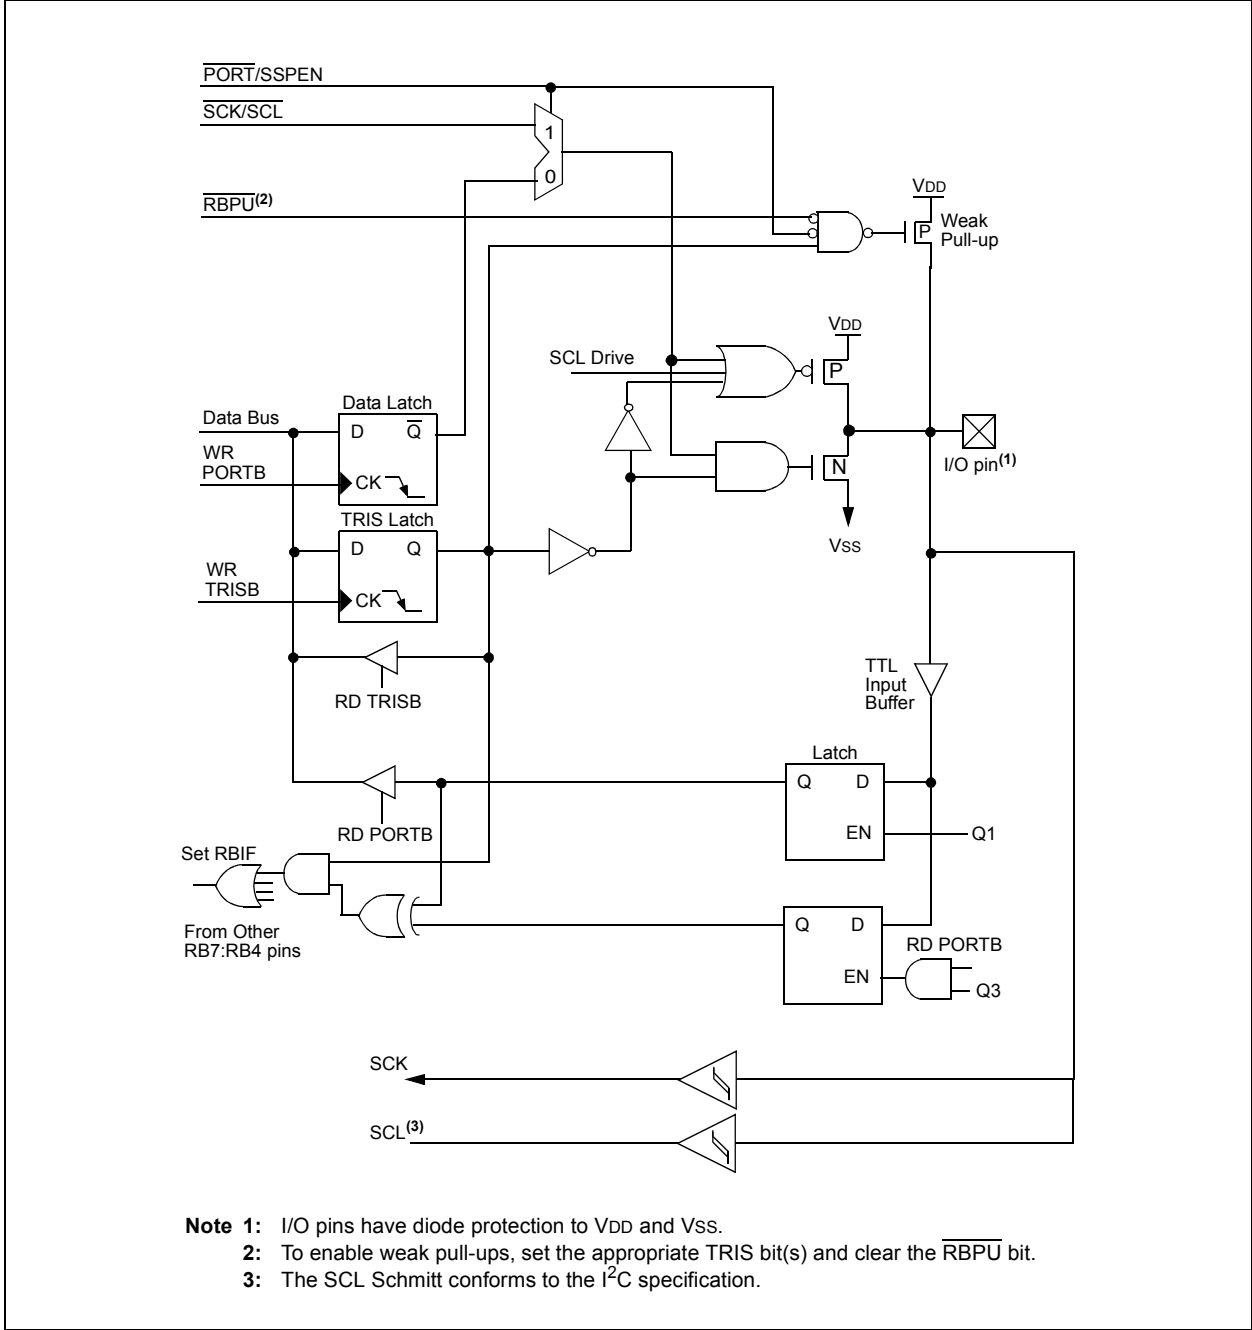 PORT/SSPEN
SCK/SCL
1
0
RBPU(2)
VDD
P
Weak
Pull-up
VDD
SCL Drive
P
Data Latch
Data Bus
D
Q
WR
PORTB
CK
N
I/O pin(1)
VSS
TRIS Latch
D
Q
WR
TRISB
CK
RD TRISB
TTL
Input
Buffer
Latch
Q
D
EN
Q1
RD PORTB
Set RBIF
From Other
RB7:RB4 pins
Q
D
EN
RD PORTB
Q3
SCK
SCL(3)
Note 1: I/O pins have diode protection to VDD and VSS.
2: To enable weak pull-ups, set the appropriate TRIS bit(s) and clear the RBPU bit.
3: The SCL Schmitt conforms to the I2C specification.